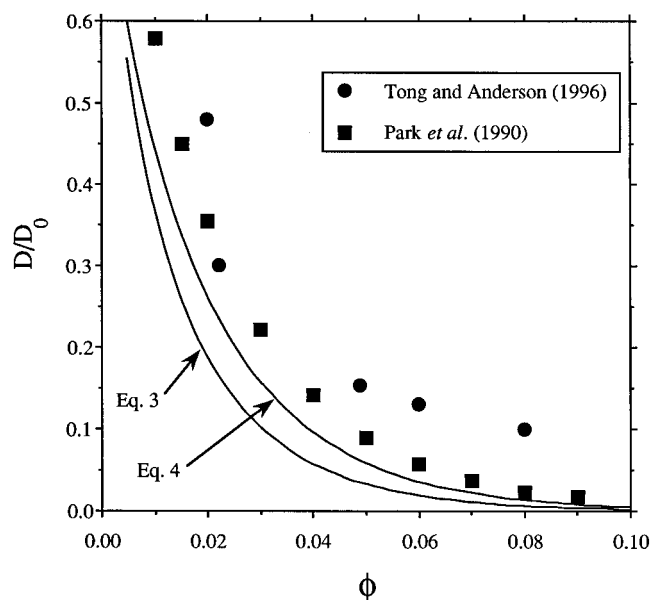 0.6
0.5
0.4
0.3
0.2
0.1
0.0
D/D0
Tong and Anderson (1996)
Park et al. (1990)
Eq. 3
Eq. 4
0.00 0.02 0.04 0.06 0.08 0.10
ϕ